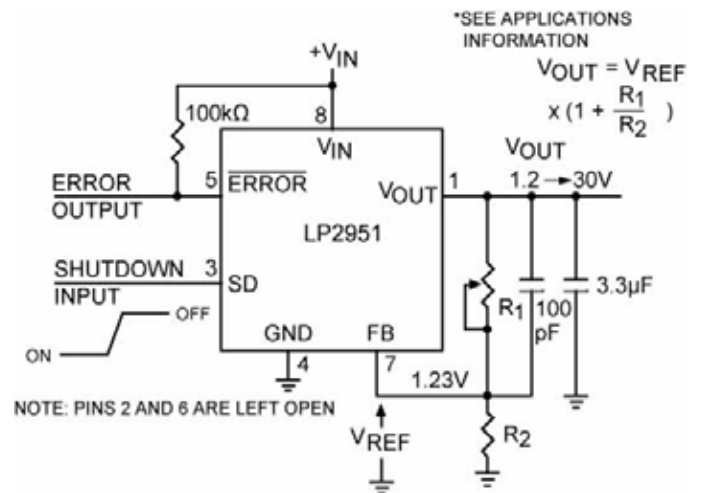 *SEE APPLICATIONS
INFORMATION
VOUT = VREF
x (1 + R1/R2 )
+VIN
100kΩ
8
VIN
ERROR
OUTPUT
5
ERROR
VOUT
1
VOUT
1.2 → 30V
LP2951
SHUTDOWN
INPUT
3
SD
OFF
ON
R1
100
pF
3.3µF
GND
FB
4
7
1.23V
NOTE: PINS 2 AND 6 ARE LEFT OPEN
VREF
R2